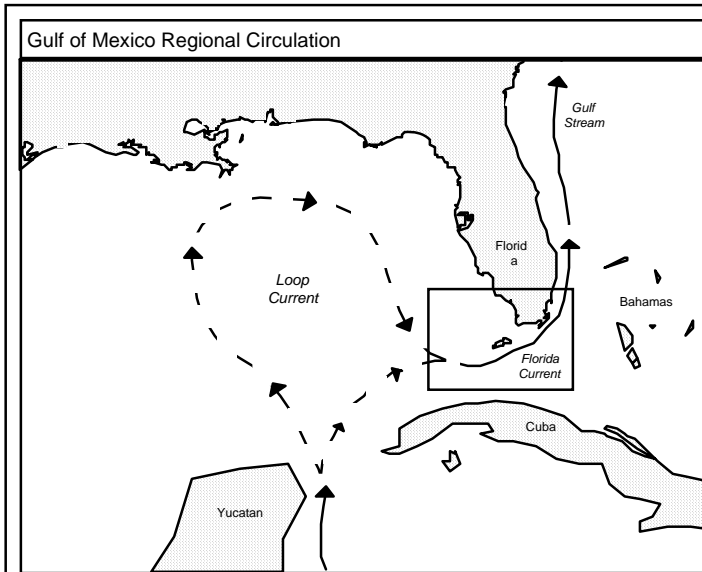 Gulf of Mexico Regional Circulation
Gulf
Stream
Florid
a
Loop
Current
Bahamas
Florida
Current
Cuba
Yucatan